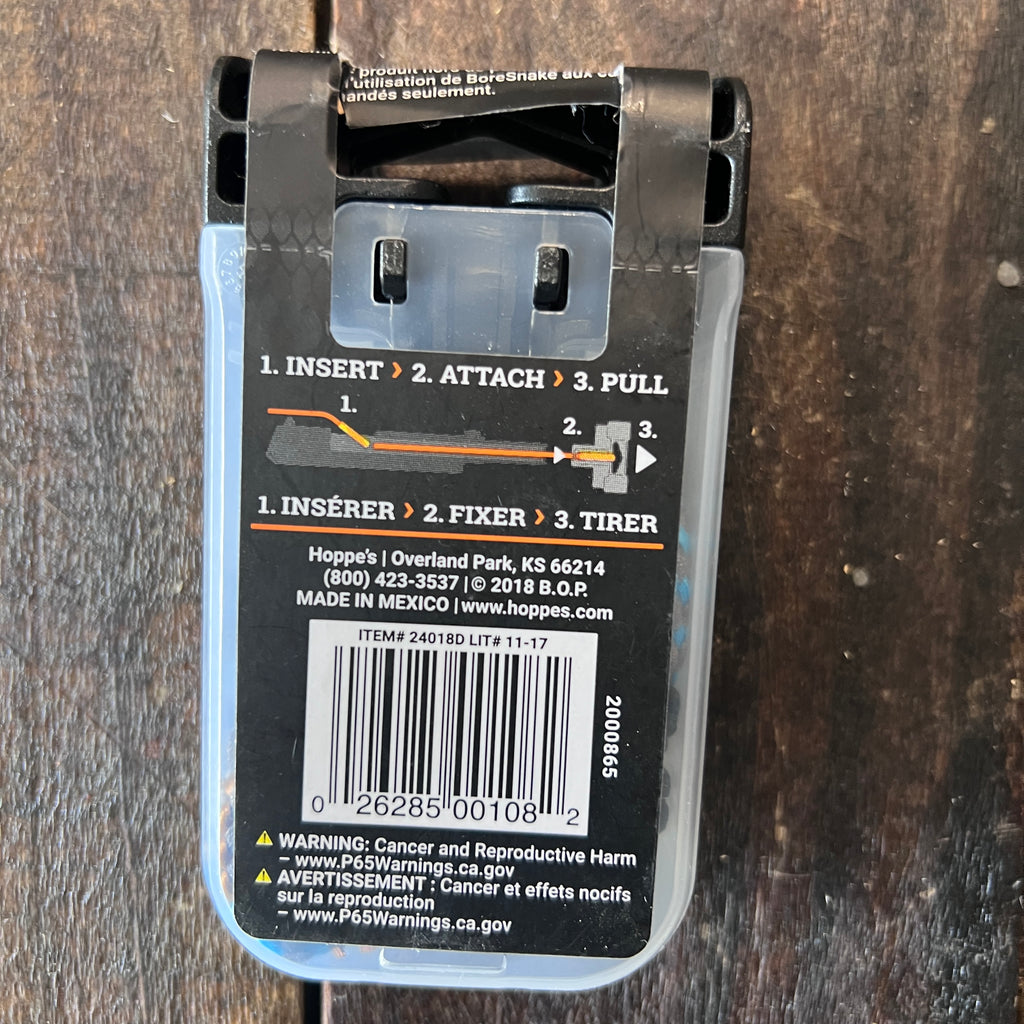 produit hors
l'utilisation de BoreSnake aux
andés seulement.
1. INSERT › 2. ATTACH › 3. PULL
1.
2.
3.
1. INSÉRER › 2. FIXER › 3. TIRER
Hoppe's | Overland Park, KS 66214
(800) 423-3537 | © 2018 B.O.P.
MADE IN MEXICO | www.hoppes.com
ITEM# 24018D LIT# 11-17
2000865
0 26285 00108 2
WARNING: Cancer and Reproductive Harm
– www.P65Warnings.ca.gov
AVERTISSEMENT : Cancer et effets nocifs
sur la reproduction
– www.P65Warnings.ca.gov